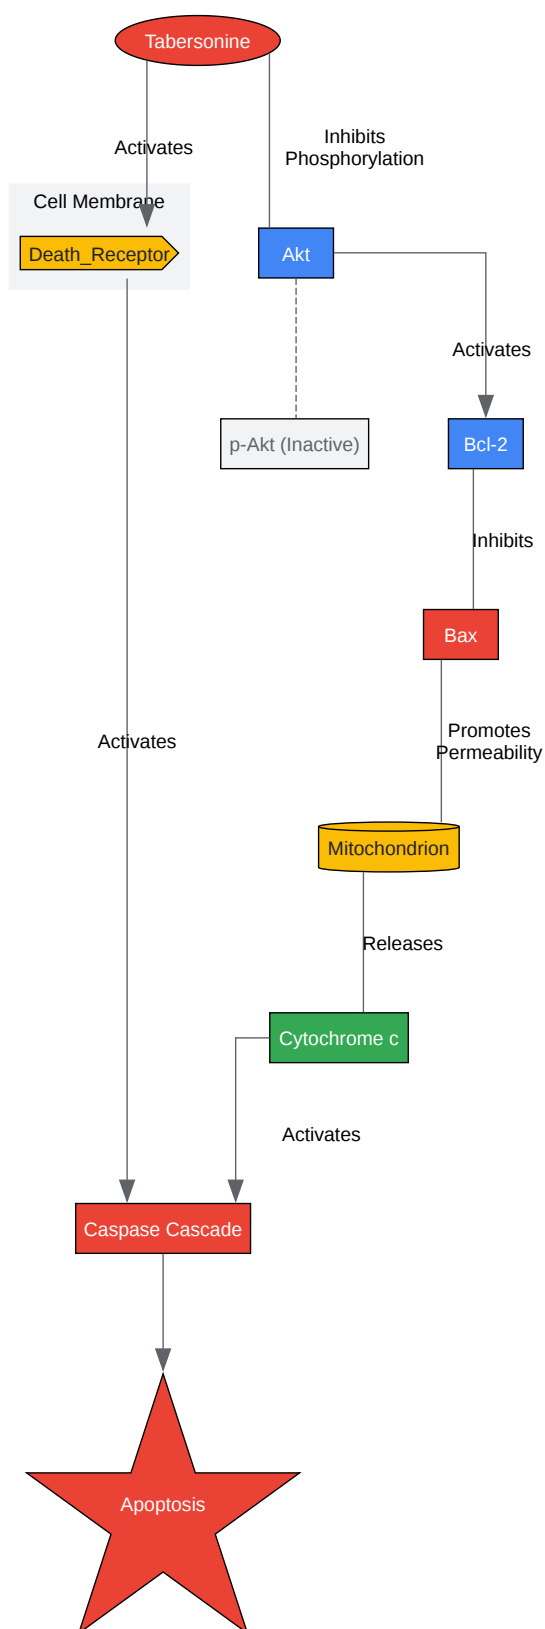 Tabersonine
Activates
Inhibits
Phosphorylation
Cell Membrane
Death_Receptor
Akt
Activates
p-Akt (Inactive)
Bcl-2
Inhibits
Bax
Activates
Promotes
Permeability
Mitochondrion
Releases
Cytochrome c
Activates
Caspase Cascade
Apoptosis